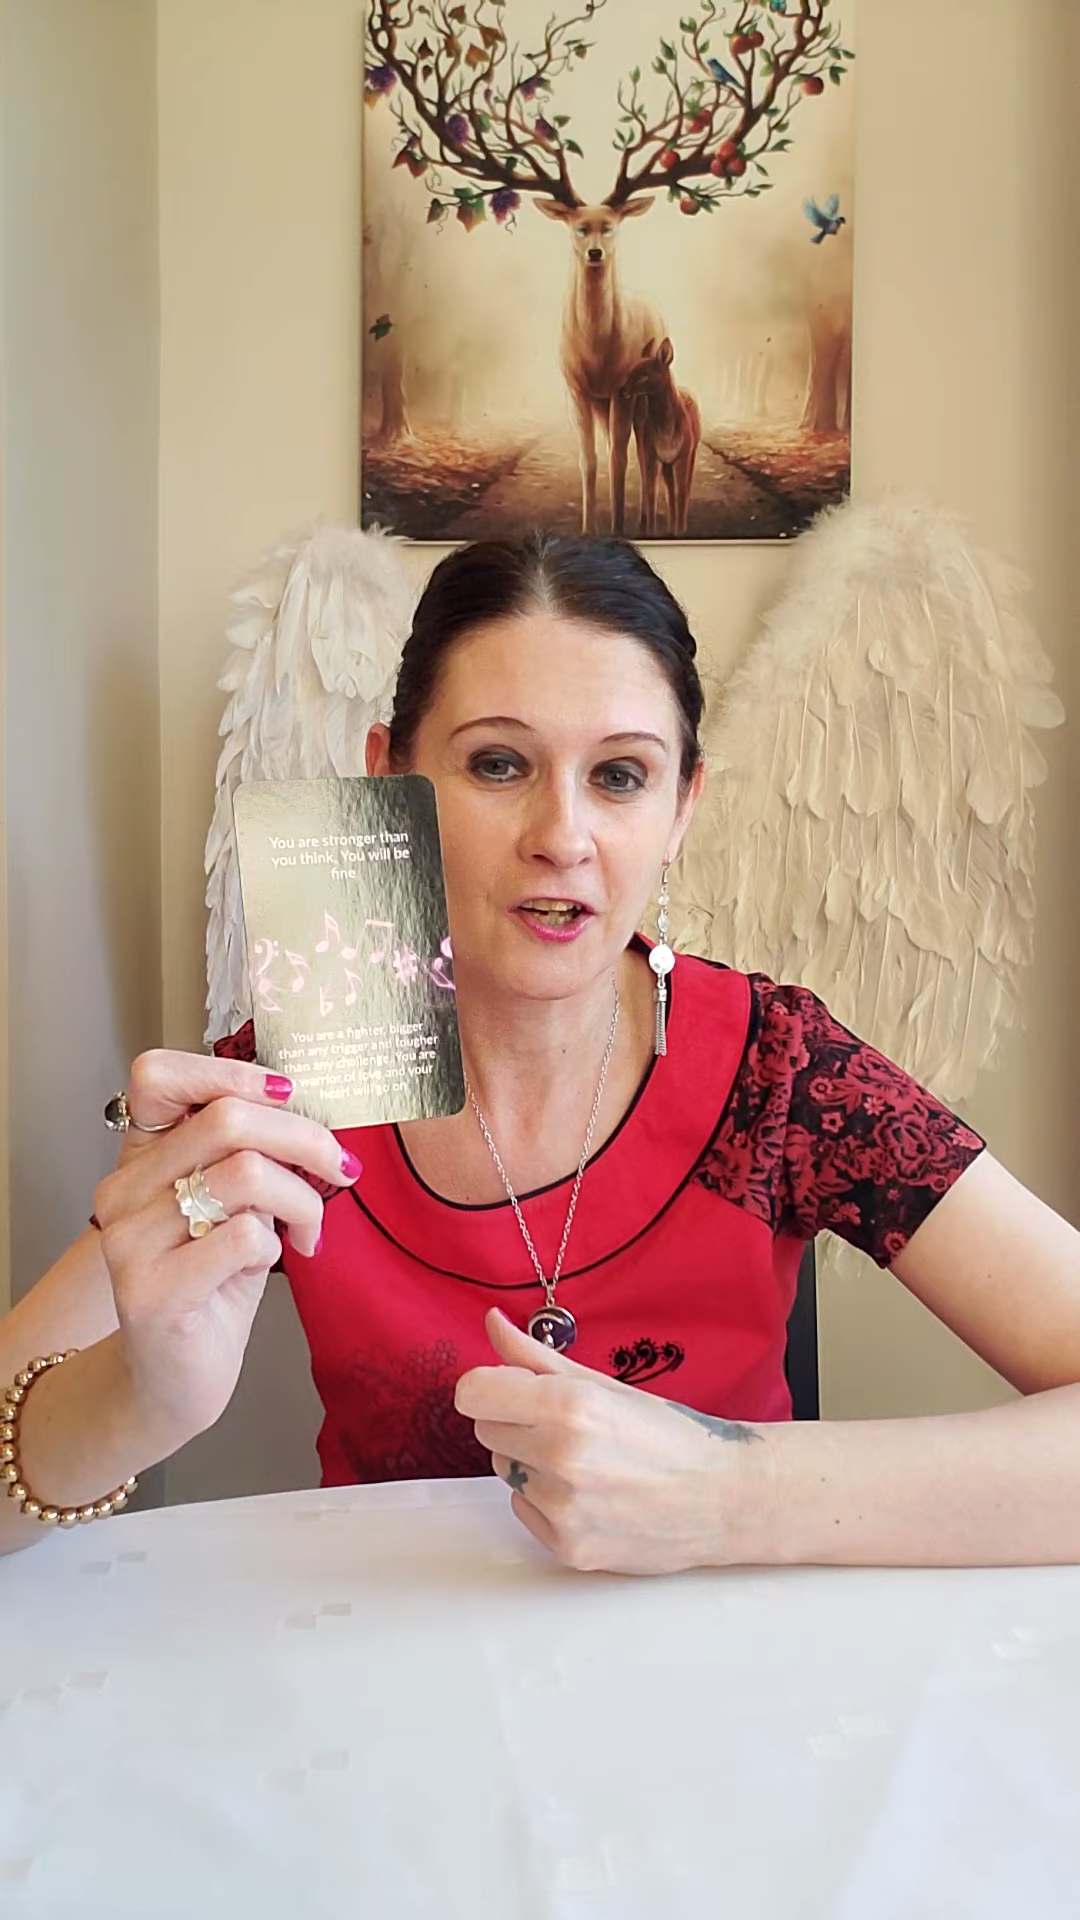 You are stronger than
you think. You will be
fine
You are a fighter, bigger
than any trigger and tougher
than any challenge. You are
a warrior of love and your
heart will go on